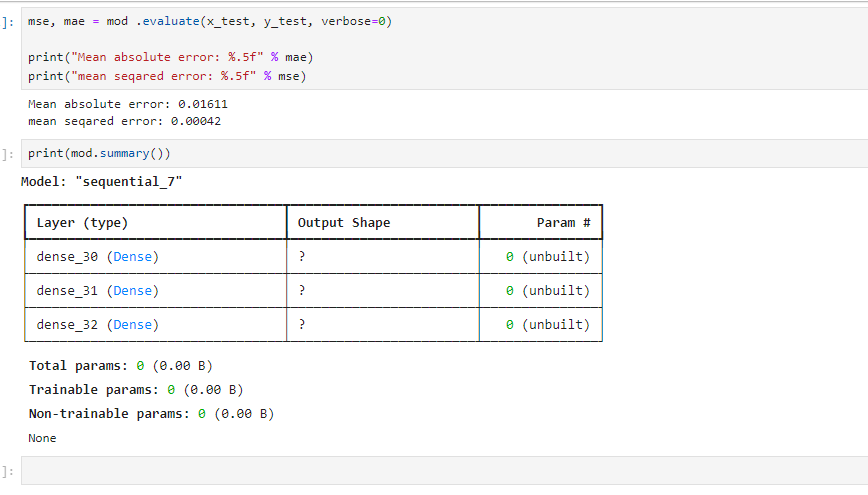 ]: mse, mae = mod .evaluate(x_test, y_test, verbose=0)
print("Mean absolute error: %.5f" % mae)
print("mean seqared error: %.5f" % mse)
Mean absolute error: 0.01611
mean seqared error: 0.00042
]: print(mod.summary())
Model: "sequential_7"
Layer (type) Output Shape Param #
dense_30 (Dense) ? 0 (unbuilt)
dense_31 (Dense) ? 0 (unbuilt)
dense_32 (Dense) ? 0 (unbuilt)
Total params: 0 (0.00 B)
Trainable params: 0 (0.00 B)
Non-trainable params: 0 (0.00 B)
None
]: